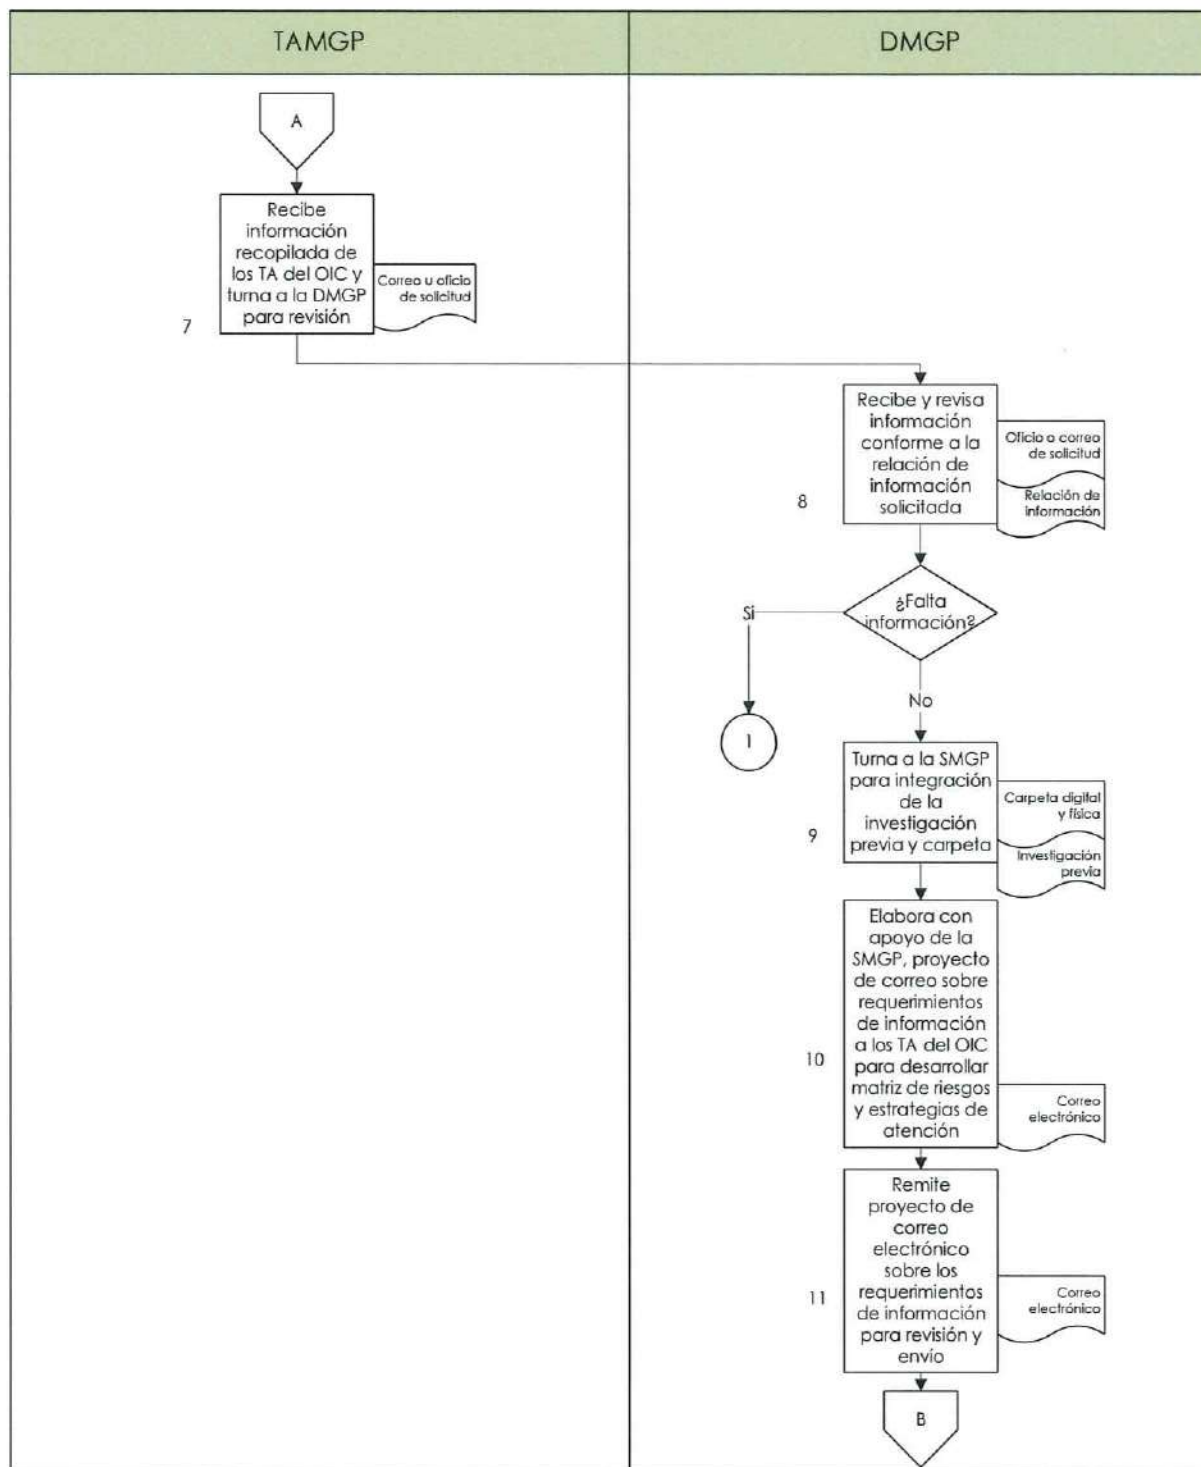 TAMGP
DMGP
A
Recibe
información
recopilada de
los TA del OIC y
turna a la DMGP
para revisión
Correo u oficio
de solicitud
7
Recibe y revisa
información
conforme a la
relación de
información
solicitada
Oficio o correo
de solicitud
Relación de
información
8
¿Falta
información?
Sí
No
1
Turna a la SMGP
para integración
de la
investigación
previa y carpeta
Carpeta digital
y física
Investigación
previa
9
Elabora con
apoyo de la
SMGP, proyecto
de correo sobre
requerimientos
de información
a los TA del OIC
para desarrollar
matriz de riesgos
y estrategias de
atención
10
Correo
electrónico
Remite
proyecto de
correo
electrónico
sobre los
requerimientos
de información
para revisión y
envío
11
Correo
electrónico
B